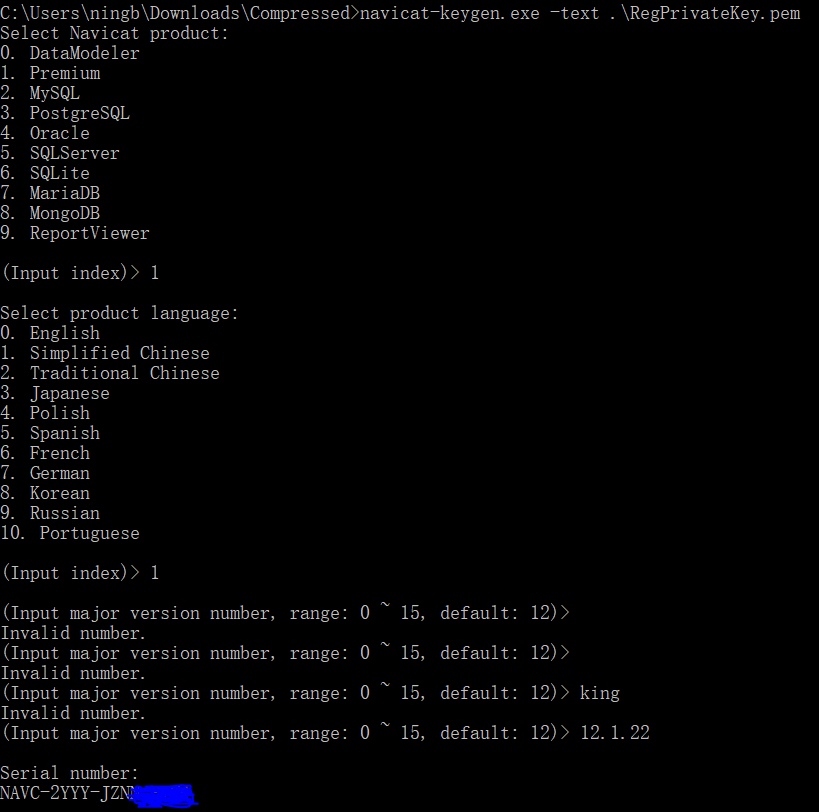 C:\Users\ningb\Downloads\Compressed>navicat-keygen.exe -text .\RegPrivateKey.pem
Select Navicat product:
0. DataModeler
1. Premium
2. MySQL
3. PostgreSQL
4. Oracle
5. SQLServer
6. SQLite
7. MariaDB
8. MongoDB
9. ReportViewer
(Input index)> 1
Select product language:
0. English
1. Simplified Chinese
2. Traditional Chinese
3. Japanese
4. Polish
5. Spanish
6. French
7. German
8. Korean
9. Russian
10. Portuguese
(Input index)> 1
(Input major version number, range: 0 ~ 15, default: 12)>
Invalid number.
(Input major version number, range: 0 ~ 15, default: 12)>
Invalid number.
(Input major version number, range: 0 ~ 15, default: 12)> king
Invalid number.
(Input major version number, range: 0 ~ 15, default: 12)> 12.1.22
Serial number:
NAVC-2YYY-JZN